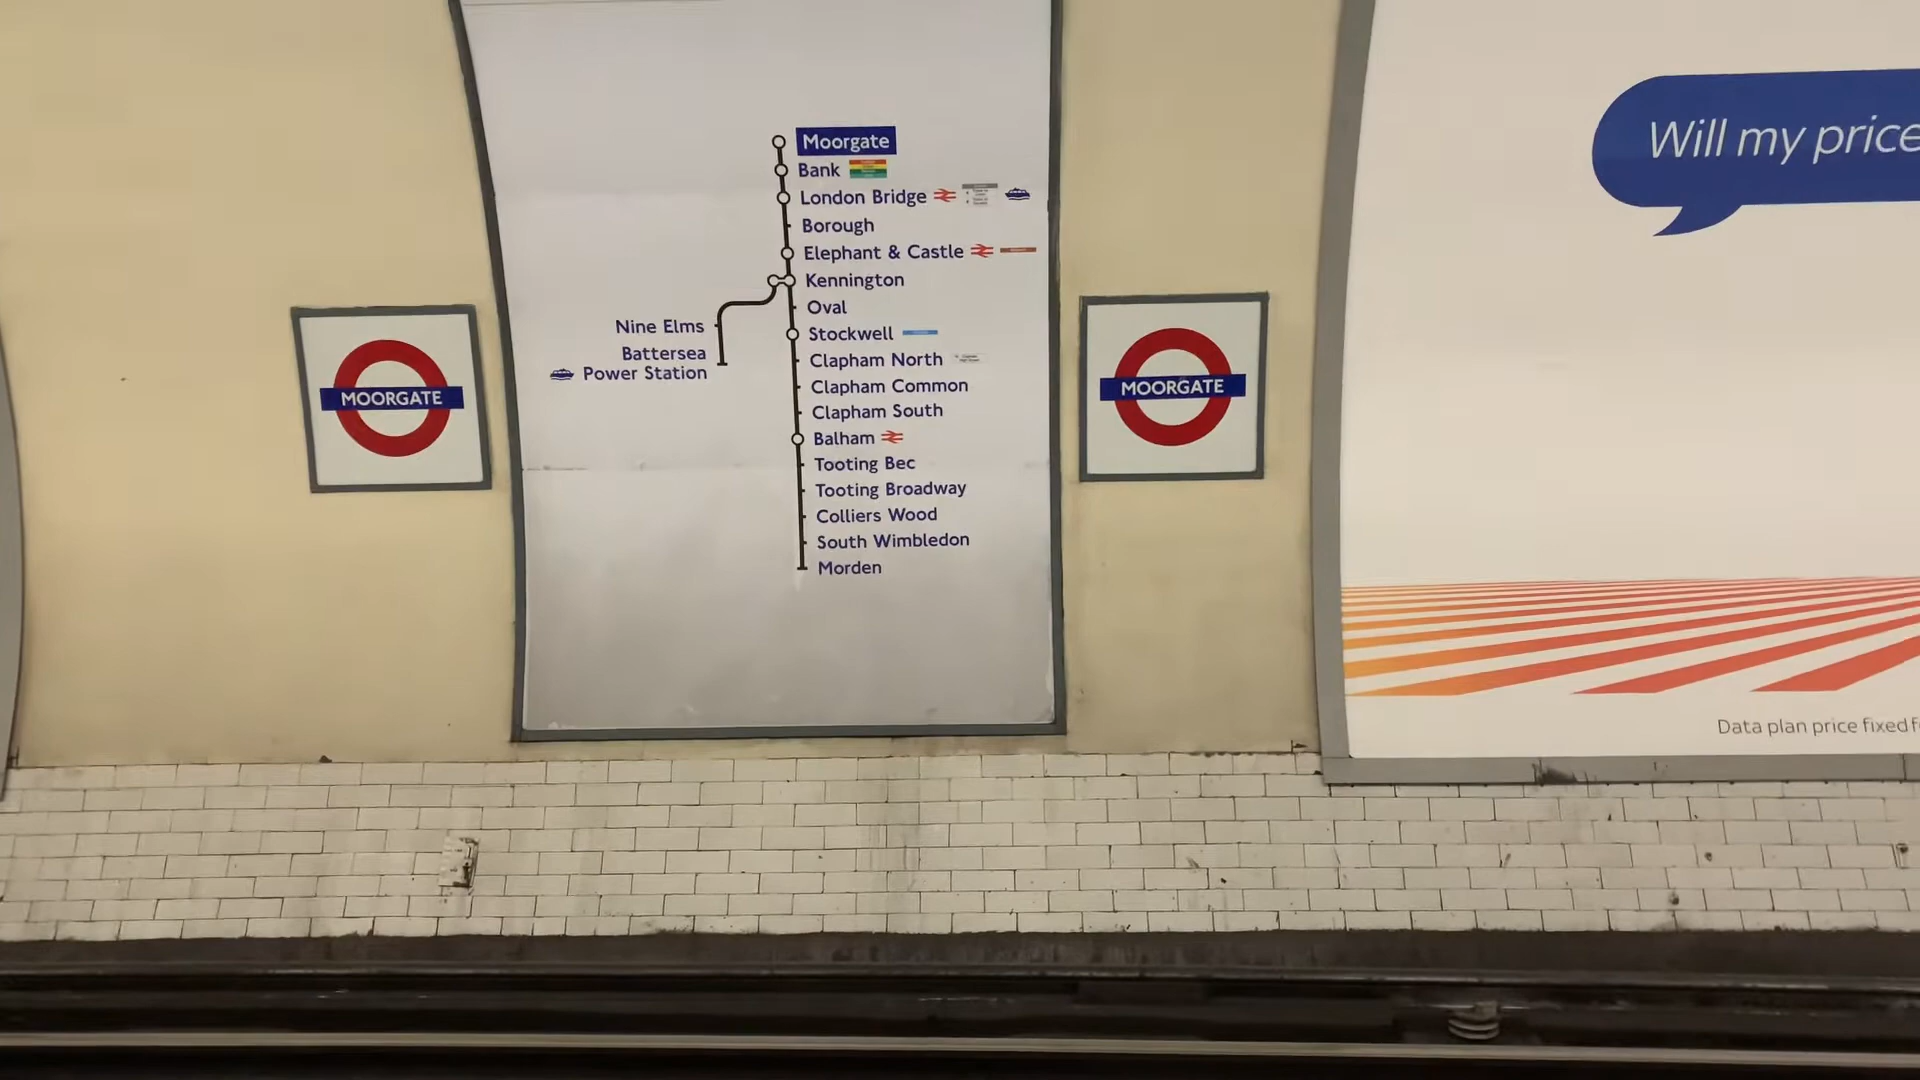 Moorgate
Bank
London Bridge
Borough
Elephant & Castle
Kennington
Oval
Nine Elms
Stockwell
Battersea
Power Station
Clapham North
Clapham Common
Clapham South
Balham
Tooting Bec
Tooting Broadway
Colliers Wood
South Wimbledon
Morden
MOORGATE
MOORGATE
Will my price
Data plan price fixed